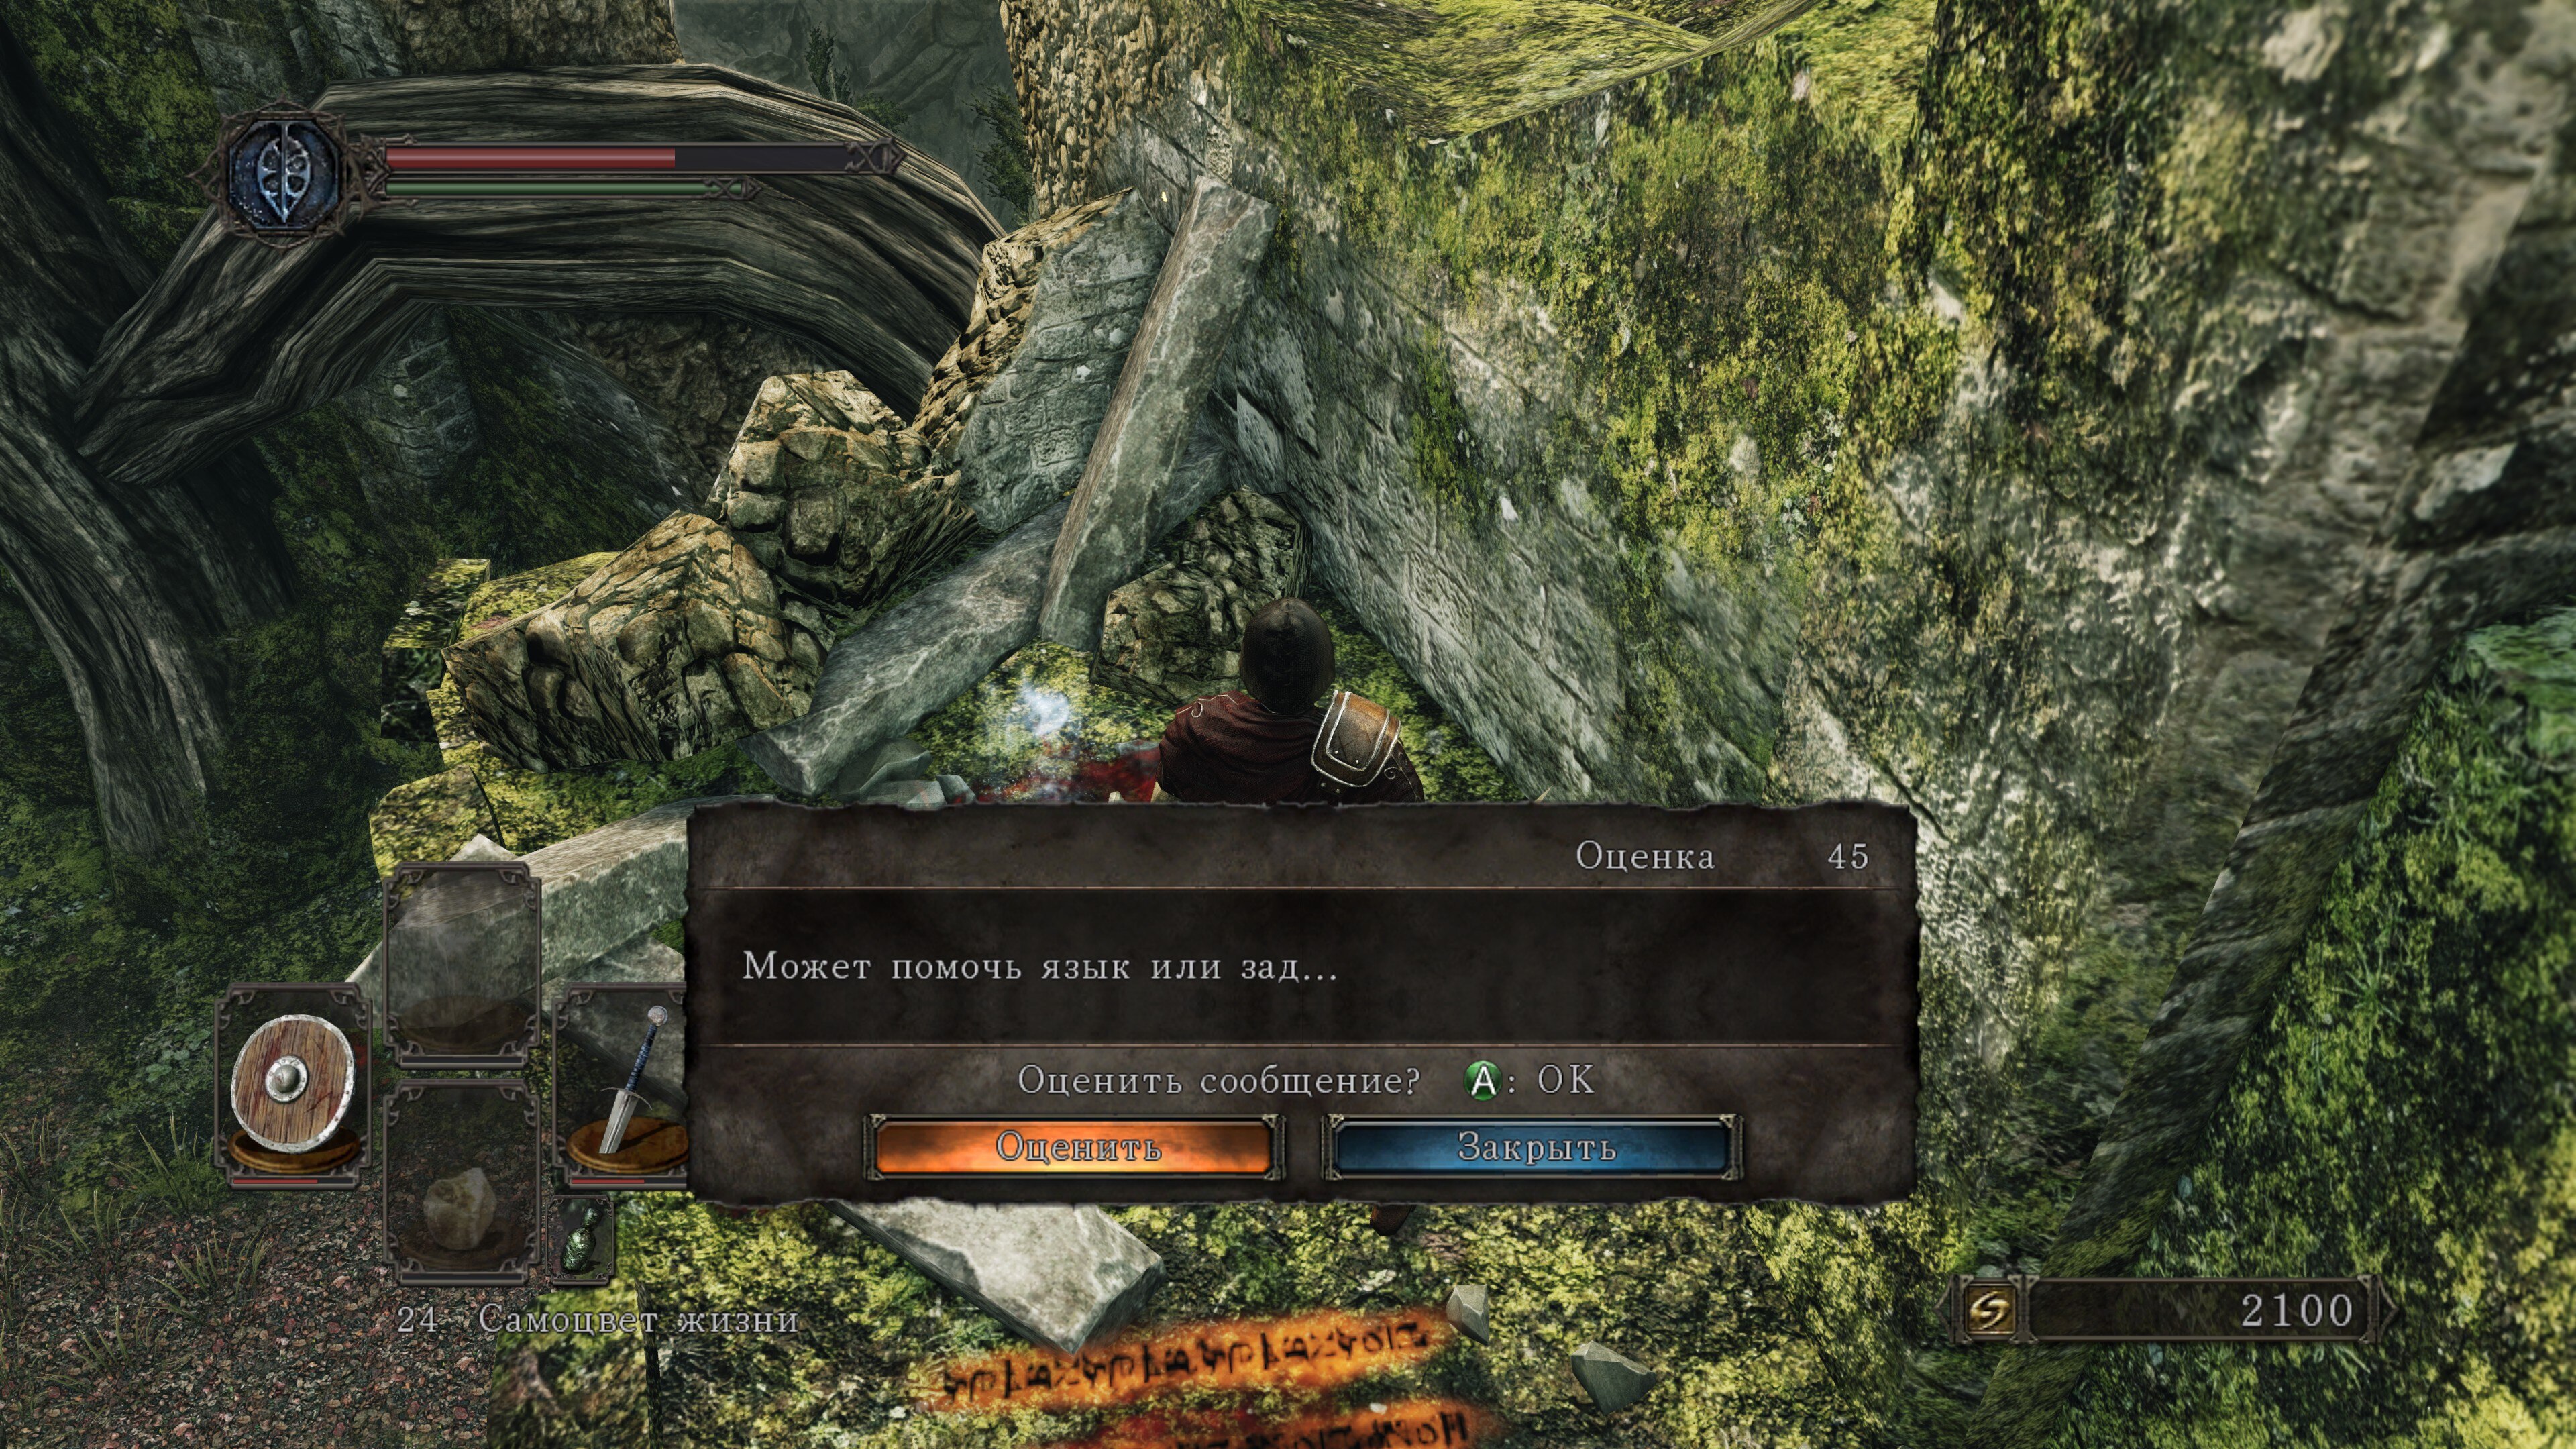 Оценка 45
Может помочь язык или зад...
Оценить сообщение? A: OK
Оценить Закрыть
24 Самоцвет жизни
2100